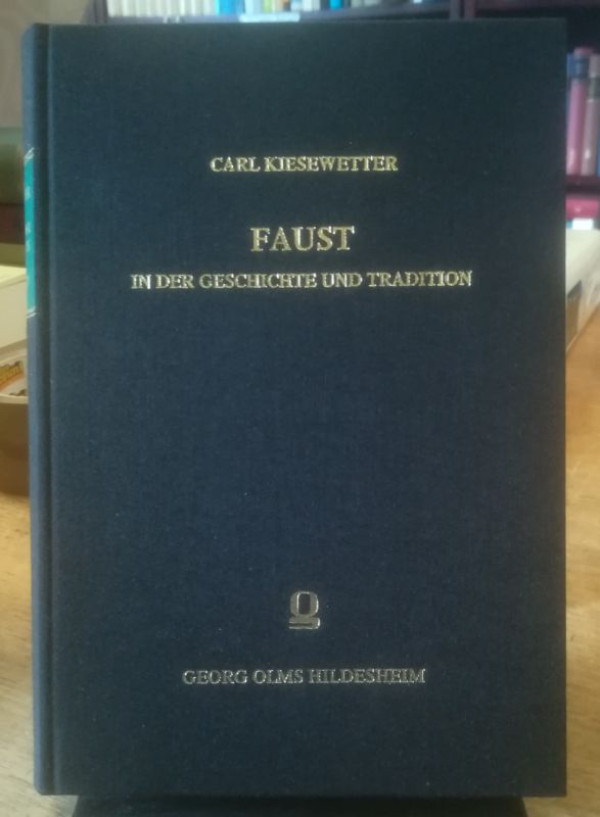 CARL KIESEWETTER
FAUST
IN DER GESCHICHTE UND TRADITION
GEORG OLMS HILDESHEIM